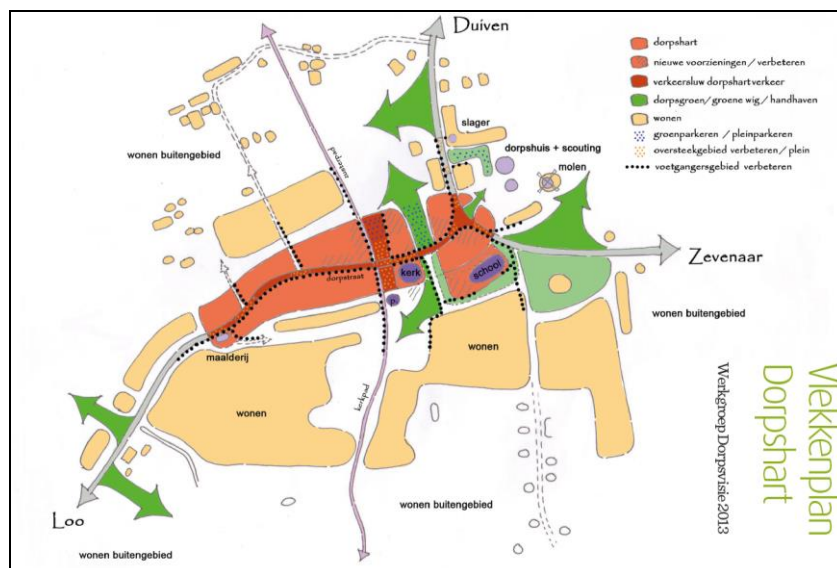 Duiven
dorpshart
nieuwe voorzieningen / verbeteren
verkeersluw dorpshartverkeer
dorpsgroen / groene wig / handhaven
wonen
groenparkeren / pleinparkeren
oversteekgebied verbeteren / plein
voetgangersgebied verbeteren
slager
dorpshuis + scouting
molen
wonen buitengebied
Zevenaar
dorpstraat
kerk
school
P
wonen buitengebied
maalderij
wonen
wonen
kerkpad
Loo
wonen buitengebied
wonen buitengebied
Vlekkenplan
Dorpshart
Werkgroep Dorpsvisie 2013